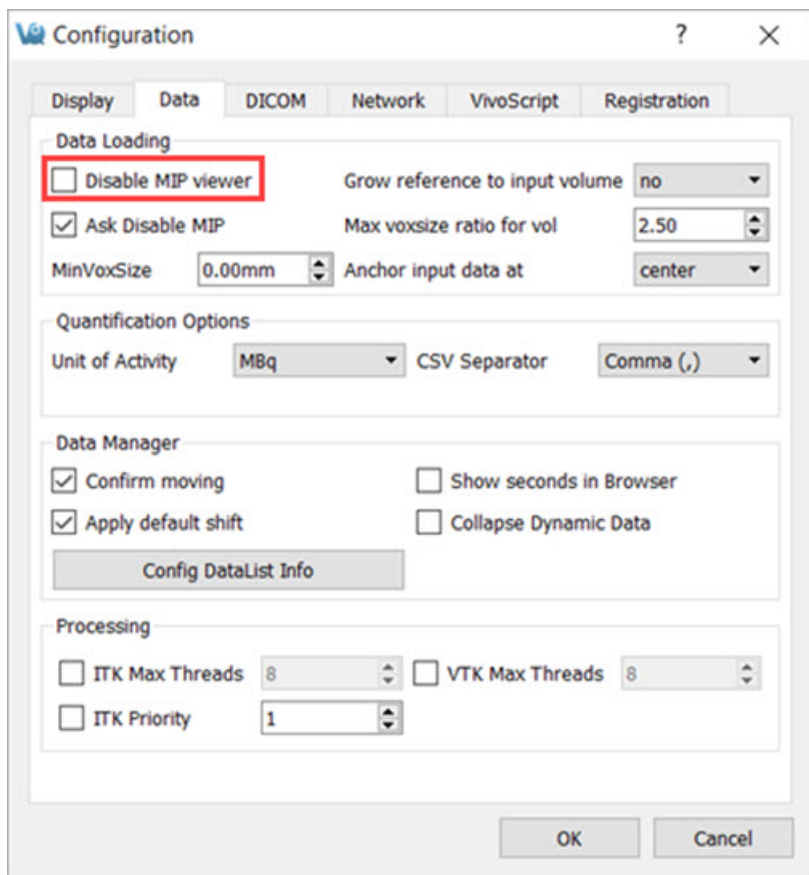 Configuration
?
Display Data DICOM Network VivoScript Registration
Data Loading
Disable MIP viewer Grow reference to input volume no
Ask Disable MIP Max voxsize ratio for vol 2.50
MinVoxSize 0.00mm Anchor input data at center
Quantification Options
Unit of Activity MBq CSV Separator Comma (,)
Data Manager
Confirm moving Show seconds in Browser
Apply default shift Collapse Dynamic Data
Config DataList Info
Processing
ITK Max Threads 8 VTK Max Threads 8
ITK Priority 1
OK Cancel